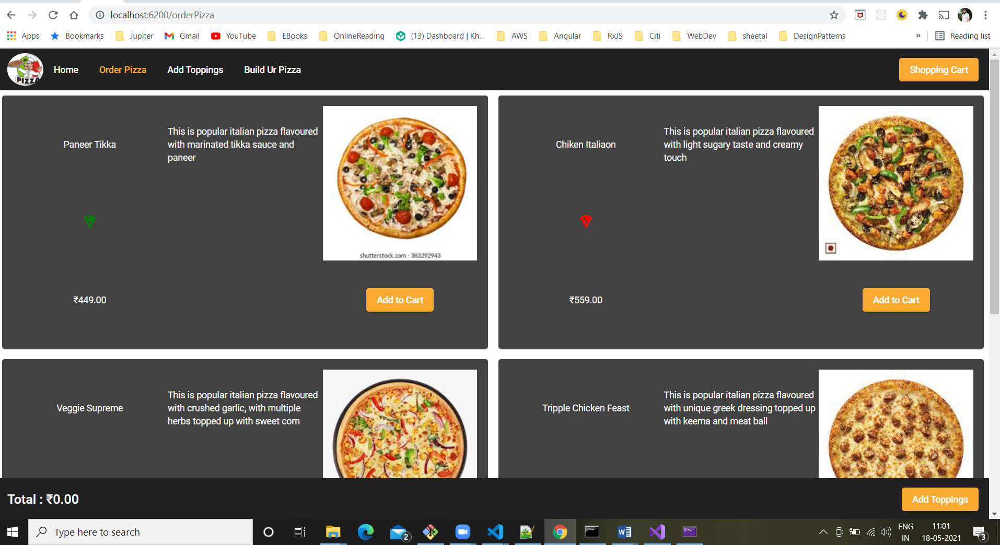 localhost:6200/orderPizza
Apps
Bookmarks
Jupiter
Gmail
YouTube
EBooks
OnlineReading
(13) Dashboard | Kh...
AWS
Angular
RxJS
Citi
WebDev
sheetal
DesignPatterns
»
Reading list
PIZZA
Home
Order Pizza
Add Toppings
Build Ur Pizza
Shopping Cart
Paneer Tikka
This is popular italian pizza flavoured
with marinated tikka sauce and
paneer
shutterstock.com · 383292943
₹449.00
Add to Cart
Chiken Italiaon
This is popular italian pizza flavoured
with light sugary taste and creamy
touch
₹559.00
Add to Cart
Veggie Supreme
This is popular italian pizza flavoured
with crushed garlic, with multiple
herbs topped up with sweet corn
Tripple Chicken Feast
This is popular italian pizza flavoured
with unique greek dressing topped up
with keema and meat ball
Total : ₹0.00
Add Toppings
Type here to search
2
ENG
IN
11:01
18-05-2021
3